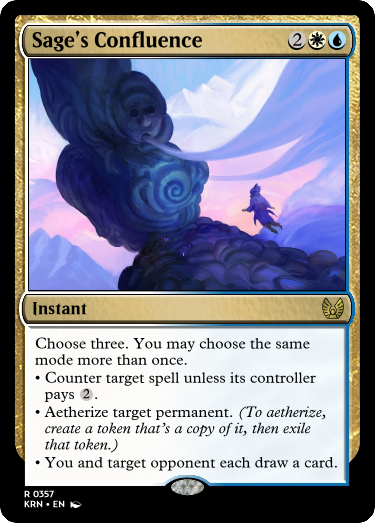 Sage's Confluence 2
Instant
Choose three. You may choose the same
mode more than once.
• Counter target spell unless its controller
pays 2.
• Aetherize target permanent. (To aetherize,
create a token that's a copy of it, then exile
that token.)
• You and target opponent each draw a card.
R 0357
KRN • EN